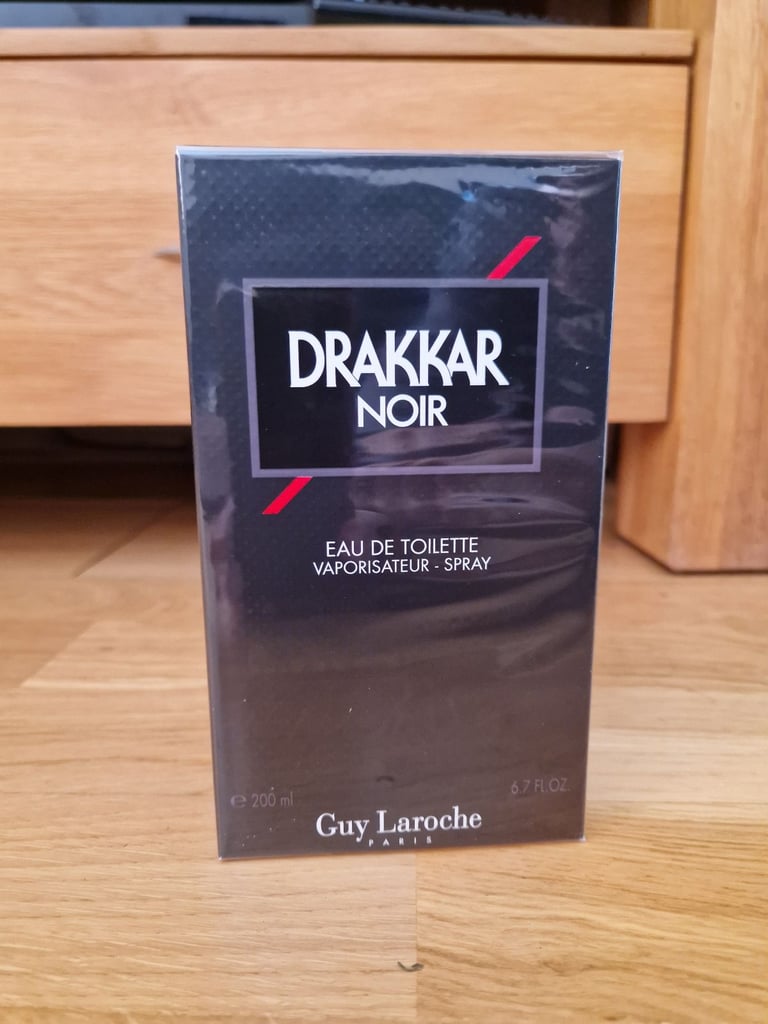 DRAKKAR
NOIR
EAU DE TOILETTE
VAPORISATEUR - SPRAY
℮ 200 ml
6.7 FL.OZ.
Guy Laroche
PARIS